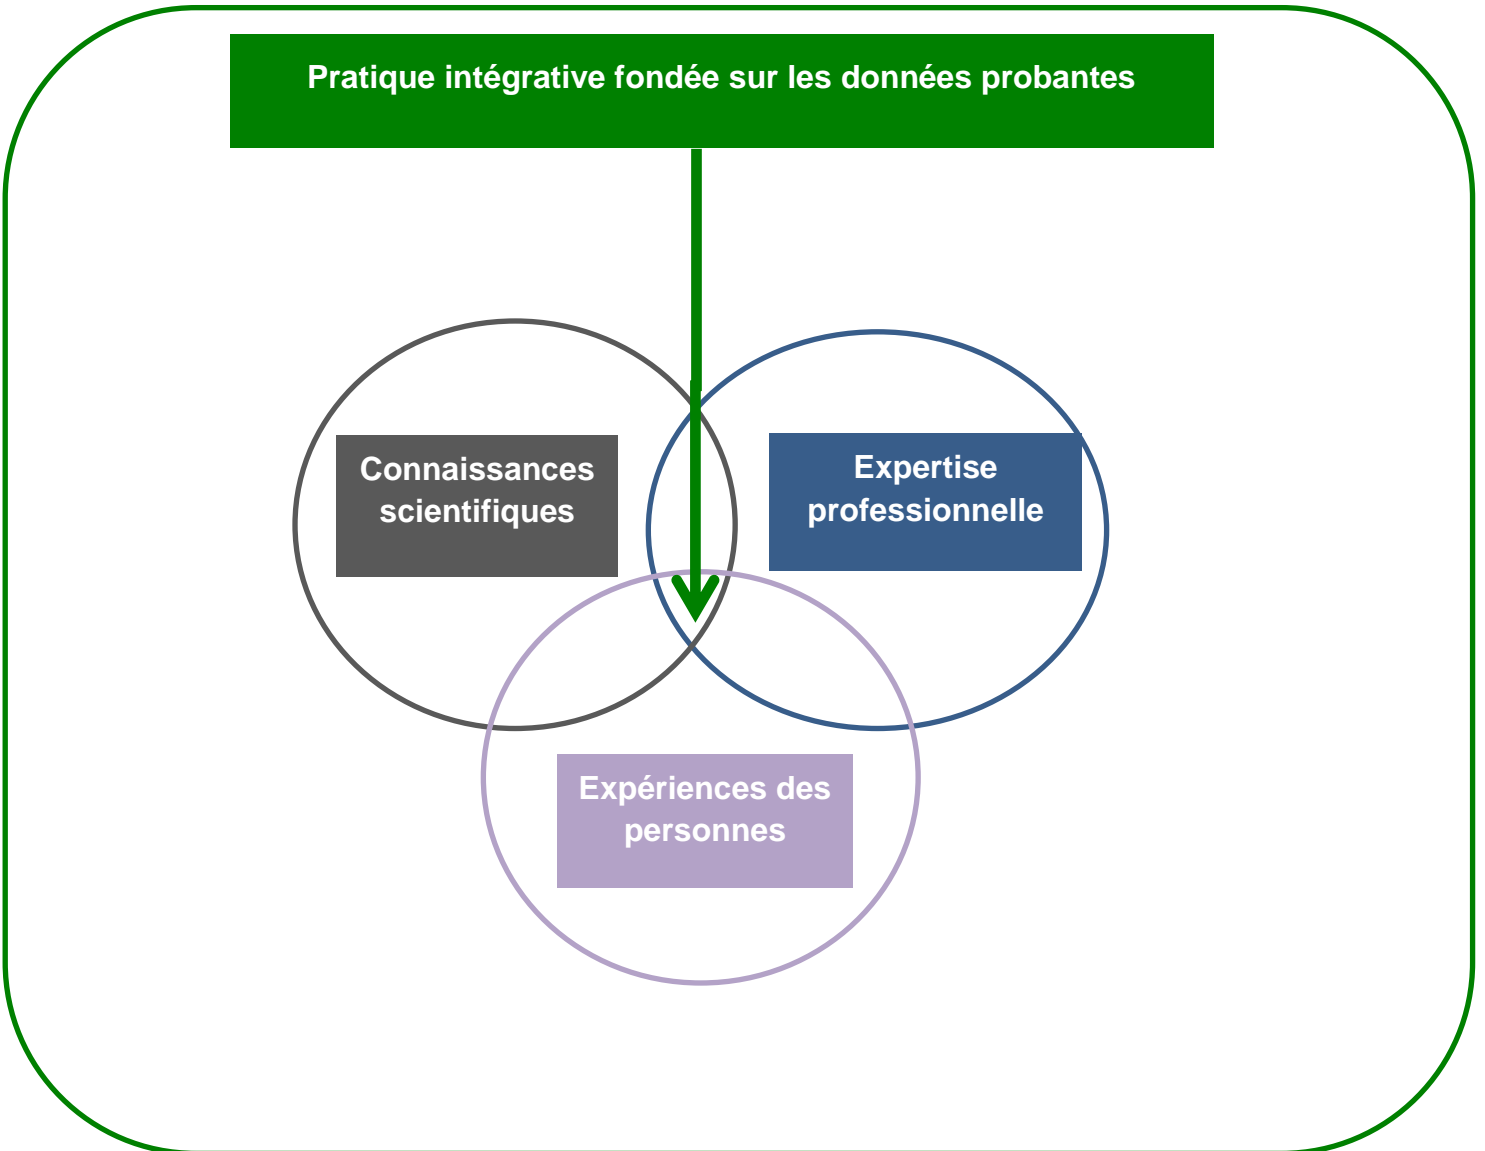 Pratique intégrative fondée sur les données probantes
Connaissances
scientifiques
Expertise
professionnelle
Expériences des
personnes